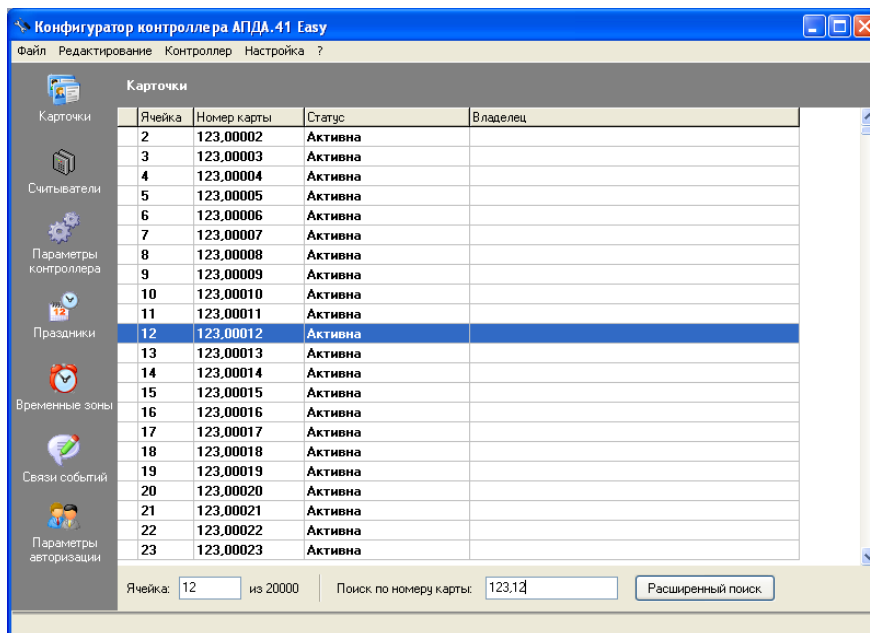 Конфигуратор контроллера АПДА.41 Easy
Файл Редактирование Контроллер Настройка ?
Карточки
Считыватели
Параметры
контроллера
12
Праздники
Временные зоны
Связи событий
Параметры
авторизации
Карточки
Ячейка Номер карты Статус Владелец
2 123,00002 Активна
3 123,00003 Активна
4 123,00004 Активна
5 123,00005 Активна
6 123,00006 Активна
7 123,00007 Активна
8 123,00008 Активна
9 123,00009 Активна
10 123,00010 Активна
11 123,00011 Активна
12 123,00012 Активна
13 123,00013 Активна
14 123,00014 Активна
15 123,00015 Активна
16 123,00016 Активна
17 123,00017 Активна
18 123,00018 Активна
19 123,00019 Активна
20 123,00020 Активна
21 123,00021 Активна
22 123,00022 Активна
23 123,00023 Активна
Ячейка: 12 из 20000 Поиск по номеру карты: 123,12 Расширенный поиск